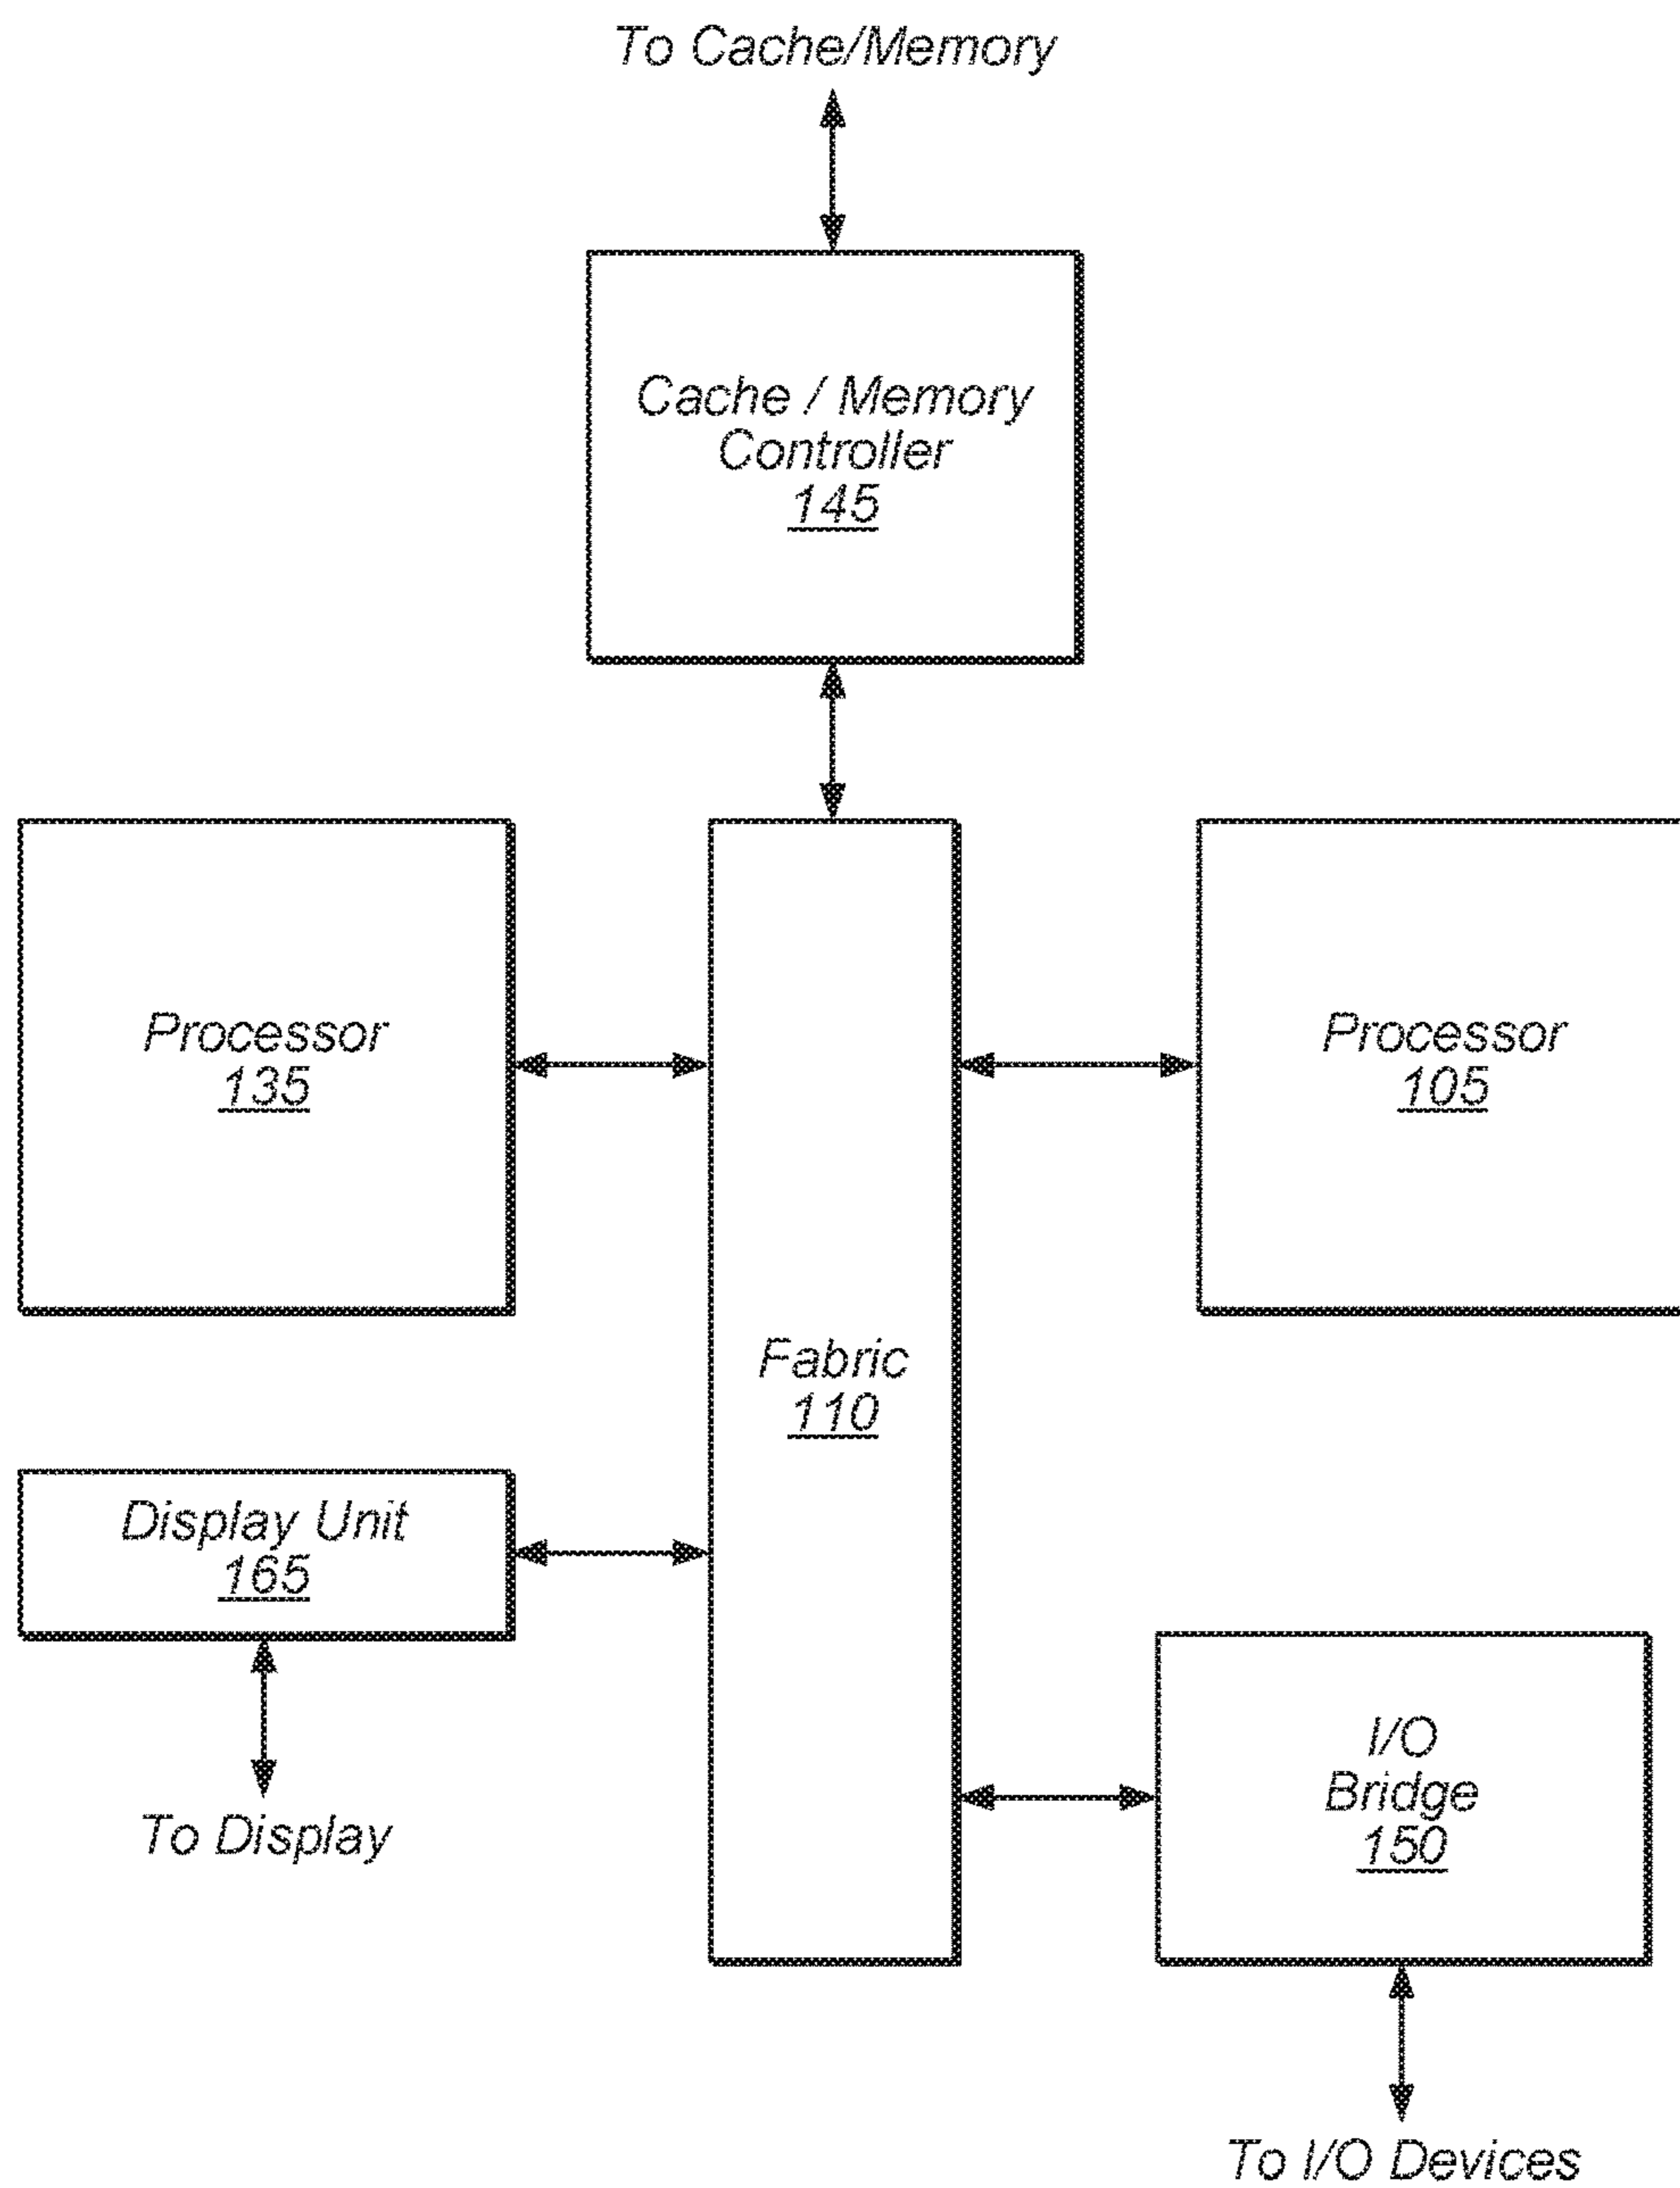 To Cache/Memory
Cache / Memory
Controller
145
Processor
135
Processor
105
Fabric
110
Display Unit
165
To Display
I/O
Bridge
150
To I/O Devices